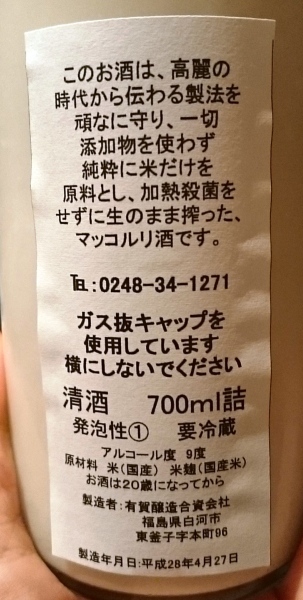 このお酒は、高麗の
時代から伝わる製法を
頑なに守り、一切
添加物を使わず
純粋に米だけを
原料とし、加熱殺菌を
せずに生のまま搾った、
マッコルリ酒です。
℡:0248-34-1271
ガス抜キャップを
使用しています
横にしないでください
清酒 700ml詰
発泡性① 要冷蔵
アルコール度 9度
原材料 米(国産) 米麹(国産米)
お酒は20歳になってから
製造者:有賀醸造合資会社
福島県白河市
東釜子字本町96
製造年月日:平成28年4月27日